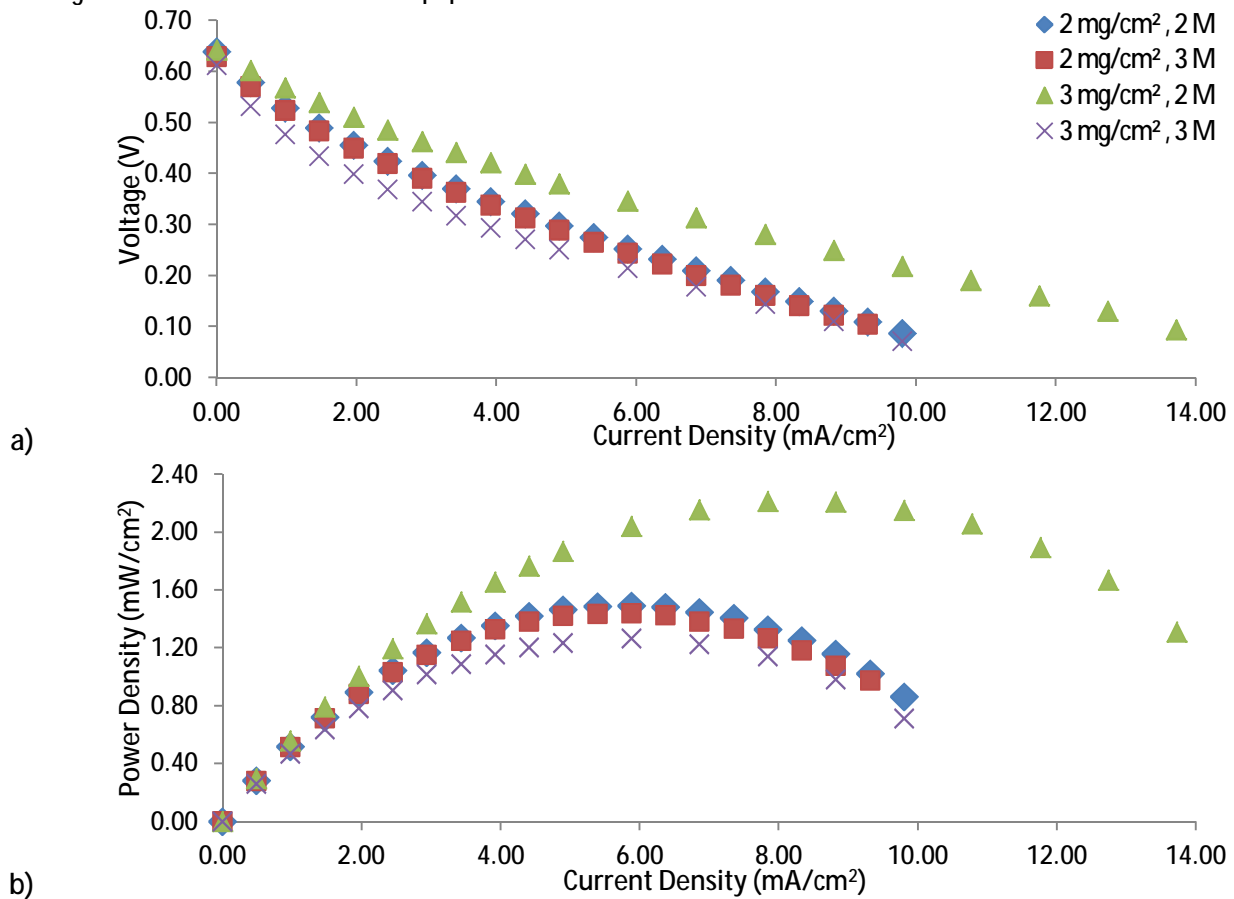 0.70
0.60
0.50
0.40
0.30
0.20
0.10
0.00
Voltage (V)
2 mg/cm², 2 M
2 mg/cm², 3 M
3 mg/cm², 2 M
3 mg/cm², 3 M
0.00 2.00 4.00 6.00 8.00 10.00 12.00 14.00
Current Density (mA/cm²)
a)
2.40
2.00
1.60
1.20
0.80
0.40
0.00
Power Density (mW/cm²)
0.00 2.00 4.00 6.00 8.00 10.00 12.00 14.00
Current Density (mA/cm²)
b)